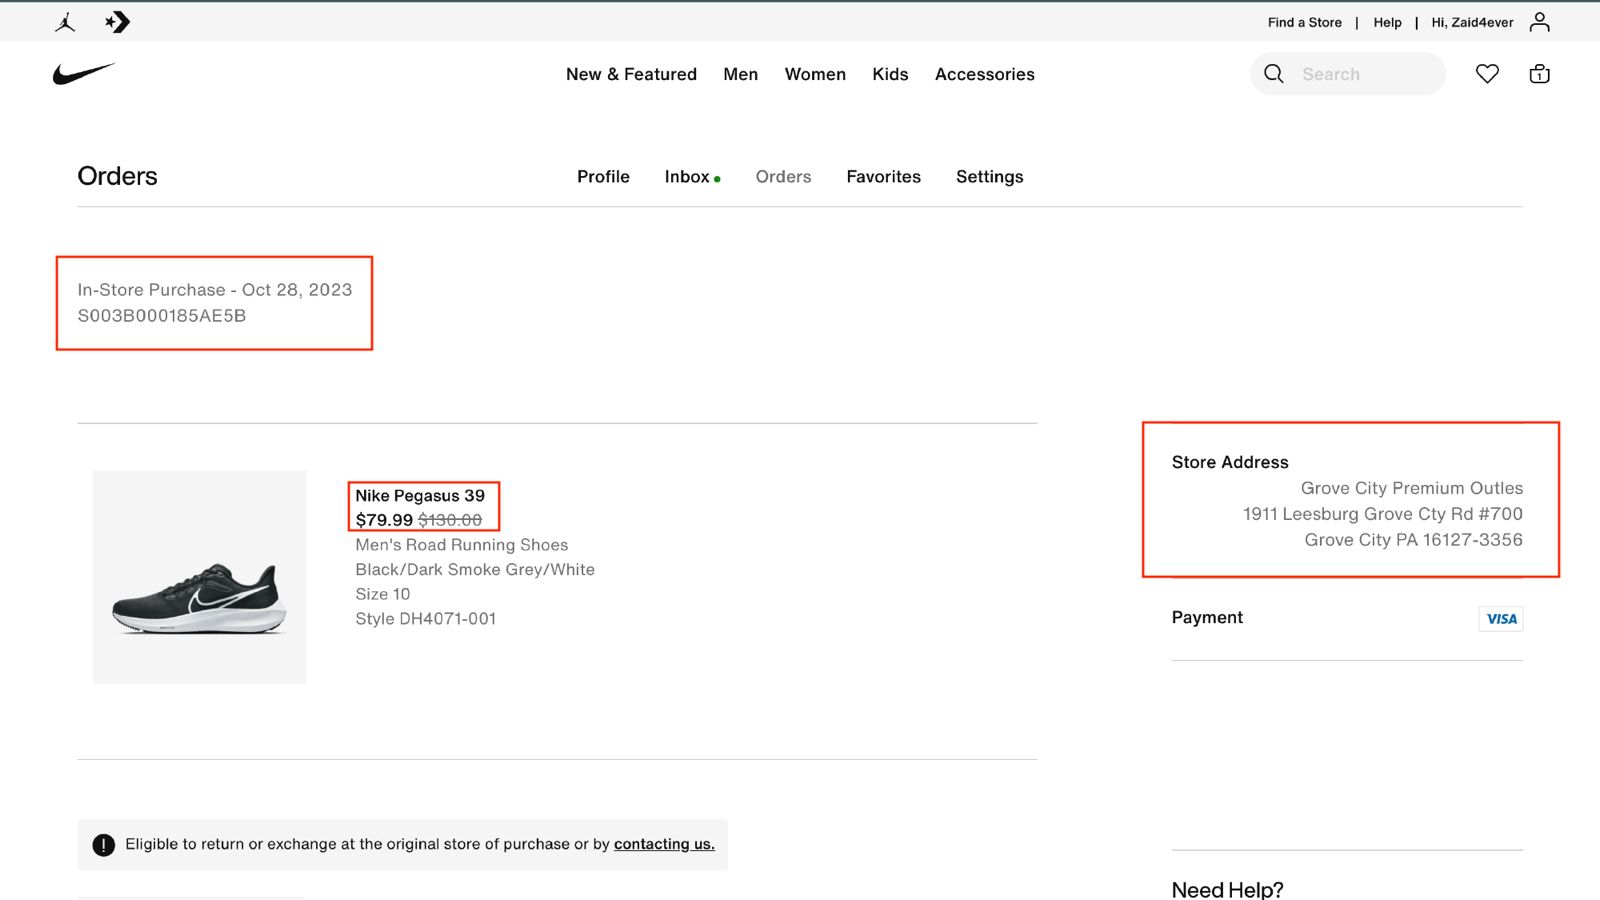 Find a Store | Help | Hi, Zaid4ever
New & Featured Men Women Kids Accessories
Search
1
Orders
Profile Inbox Orders Favorites Settings
In-Store Purchase - Oct 28, 2023
S003B000185AE5B
Nike Pegasus 39
$79.99 $130.00
Men's Road Running Shoes
Black/Dark Smoke Grey/White
Size 10
Style DH4071-001
Store Address
Grove City Premium Outles
1911 Leesburg Grove Cty Rd #700
Grove City PA 16127-3356
Payment
VISA
! Eligible to return or exchange at the original store of purchase or by contacting us.
Need Help?